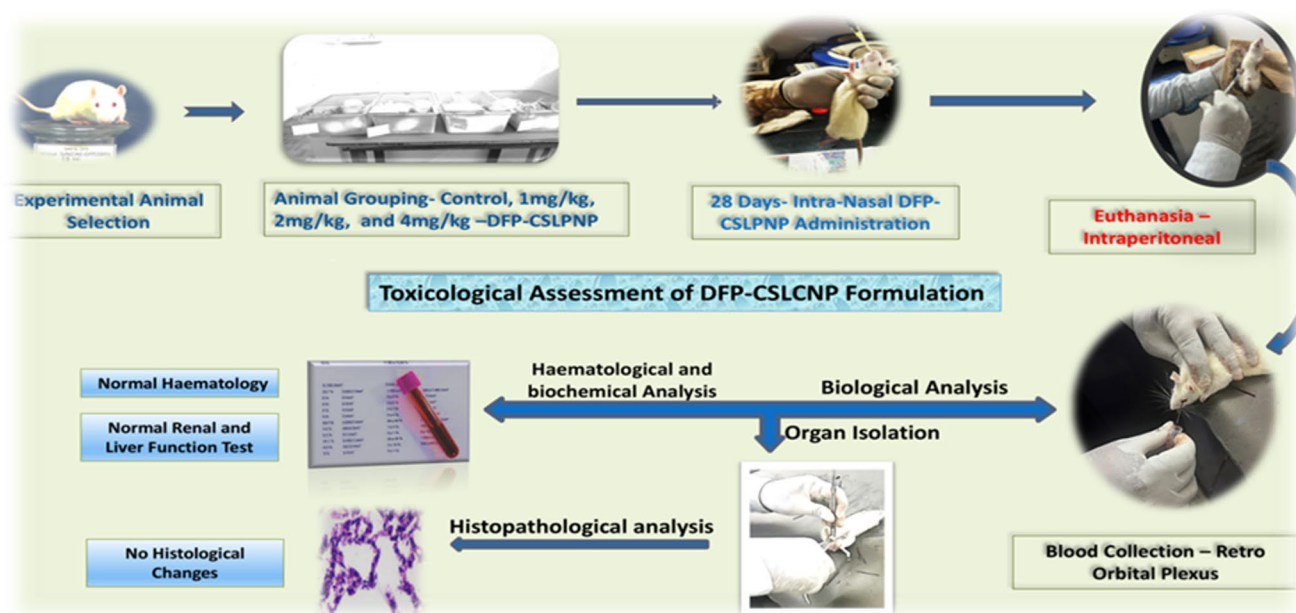 Experimental Animal
Selection
Animal Grouping- Control, 1mg/kg,
2mg/kg, and 4mg/kg –DFP-CSLPNP
28 Days- Intra-Nasal DFP-
CSLPNP Administration
Euthanasia –
Intraperitoneal
Toxicological Assessment of DFP-CSLCNP Formulation
Normal Haematology
Normal Renal and
Liver Function Test
Haematological and
biochemical Analysis
Biological Analysis
Organ Isolation
Histopathological analysis
No Histological
Changes
Blood Collection – Retro
Orbital Plexus